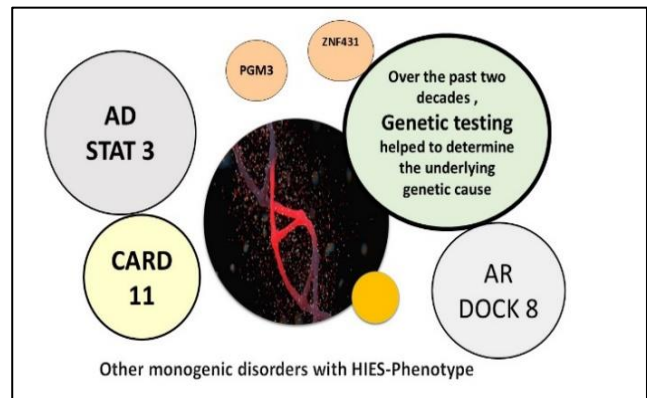 ZNF431
PGM3
Over the past two
decades ,
Genetic testing
helped to determine
the underlying
genetic cause
AD
STAT 3
CARD
11
AR
DOCK 8
Other monogenic disorders with HIES-Phenotype